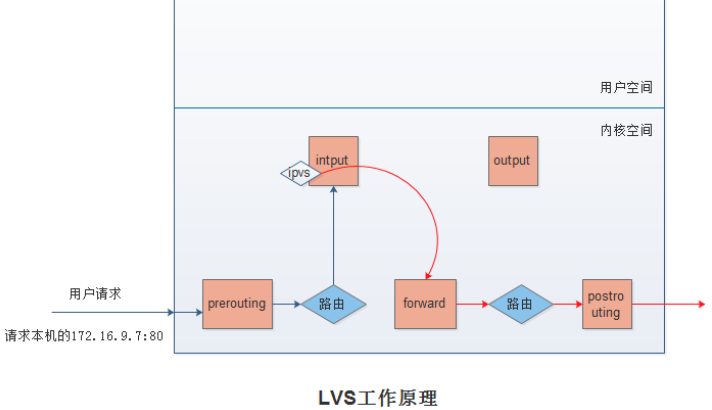 用户空间
内核空间
intput
output
ipvs
用户请求
prerouting
路由
forward
路由
postro
uting
请求本机的172.16.9.7:80
LVS工作原理